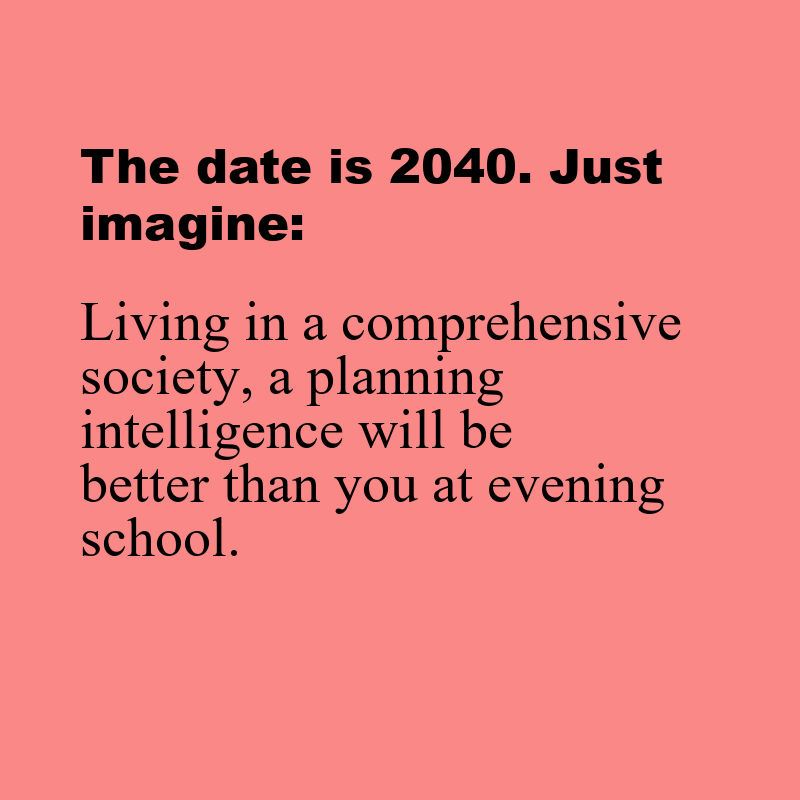 The date is 2040. Just
imagine:
Living in a comprehensive
society, a planning
intelligence will be
better than you at evening
school.